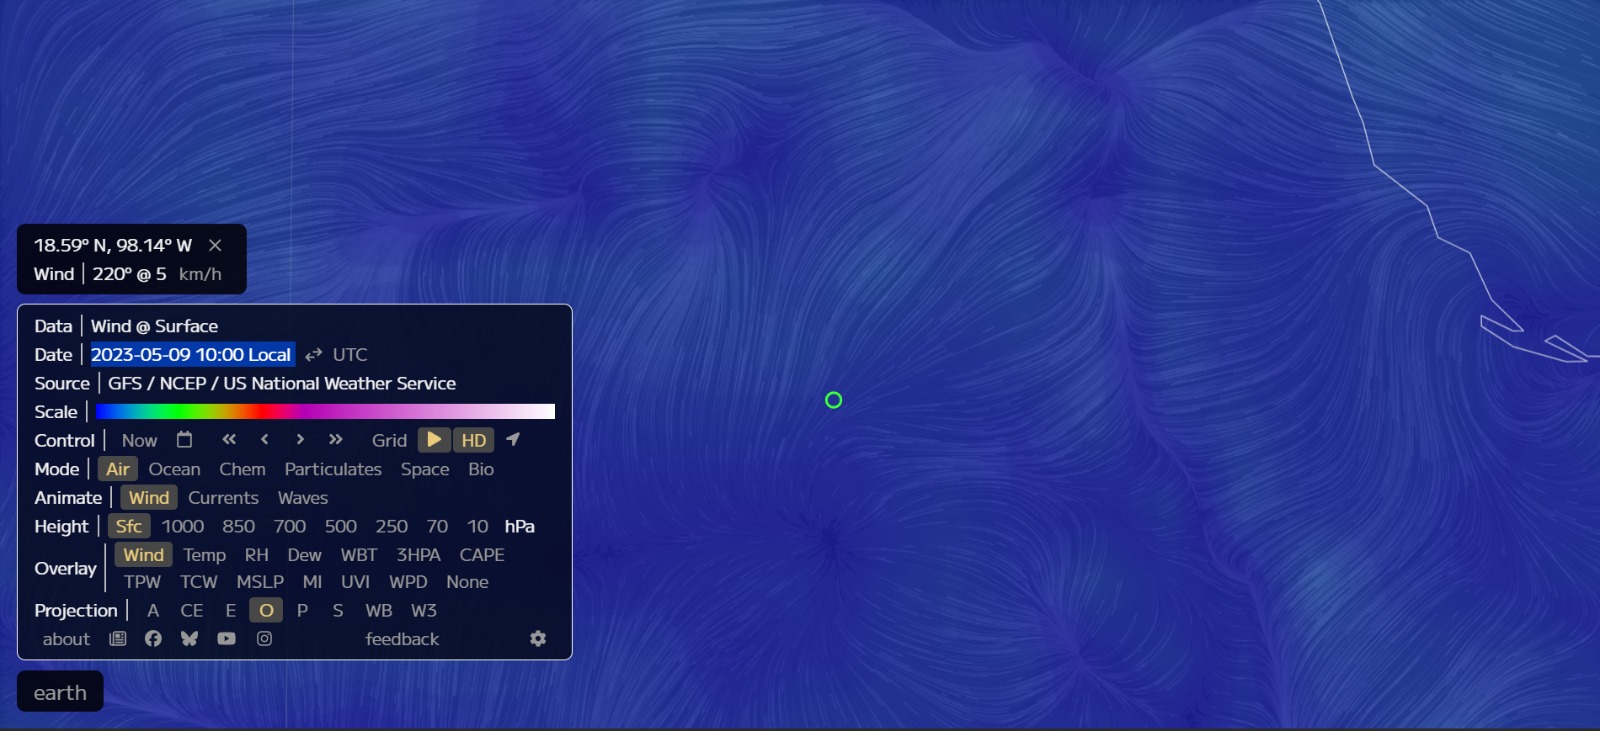 18.59° N, 98.14° W ×
Wind | 220° @ 5 km/h
Data | Wind @ Surface
Date | 2023-05-09 10:00 Local ⇄ UTC
Source | GFS / NCEP / US National Weather Service
Scale |
Control | Now « ‹ › » Grid HD
Mode | Air Ocean Chem Particulates Space Bio
Animate | Wind Currents Waves
Height | Sfc 1000 850 700 500 250 70 10 hPa
Overlay | Wind Temp RH Dew WBT 3HPA CAPE
TPW TCW MSLP MI UVI WPD None
Projection | A CE E O P S WB W3
about feedback
earth